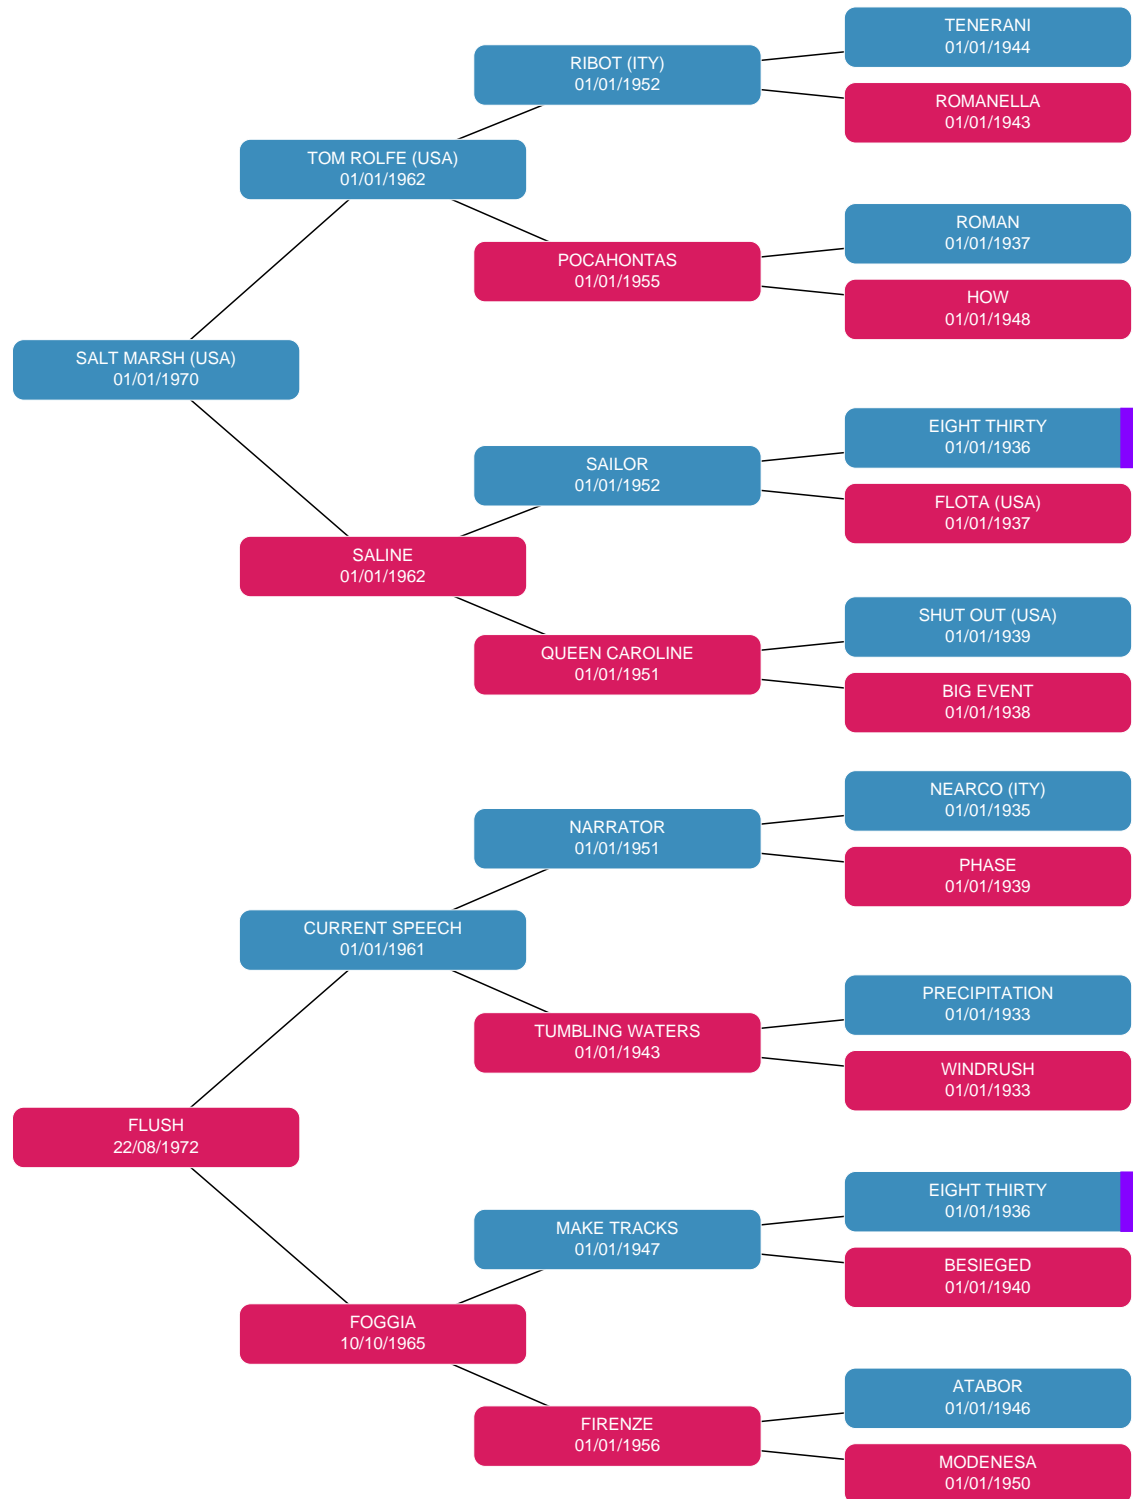 TENERANI
01/01/1944
RIBOT (ITY)
01/01/1952
ROMANELLA
01/01/1943
TOM ROLFE (USA)
01/01/1962
ROMAN
01/01/1937
POCAHONTAS
01/01/1955
HOW
01/01/1948
SALT MARSH (USA)
01/01/1970
EIGHT THIRTY
01/01/1936
SAILOR
01/01/1952
FLOTA (USA)
01/01/1937
SALINE
01/01/1962
SHUT OUT (USA)
01/01/1939
QUEEN CAROLINE
01/01/1951
BIG EVENT
01/01/1938
NEARCO (ITY)
01/01/1935
NARRATOR
01/01/1951
PHASE
01/01/1939
CURRENT SPEECH
01/01/1961
PRECIPITATION
01/01/1933
TUMBLING WATERS
01/01/1943
WINDRUSH
01/01/1933
FLUSH
22/08/1972
EIGHT THIRTY
01/01/1936
MAKE TRACKS
01/01/1947
BESIEGED
01/01/1940
FOGGIA
10/10/1965
ATABOR
01/01/1946
FIRENZE
01/01/1956
MODENESA
01/01/1950